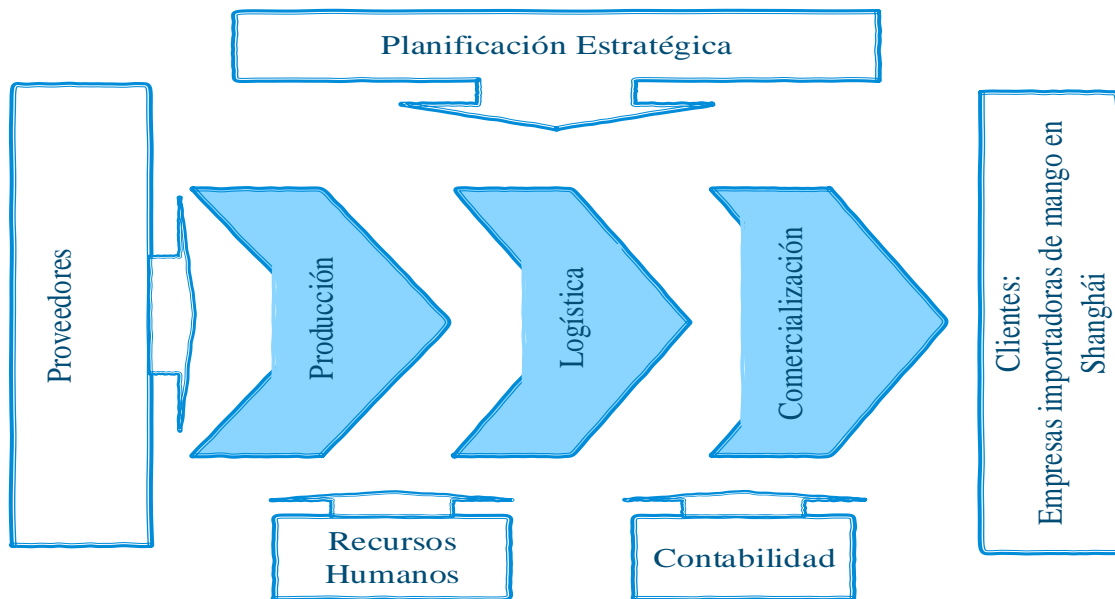 Planificación Estratégica
Proveedores
Producción
Logística
Comercialización
Clientes:
Empresas importadoras de mango en
Shanghái
Recursos
Humanos
Contabilidad